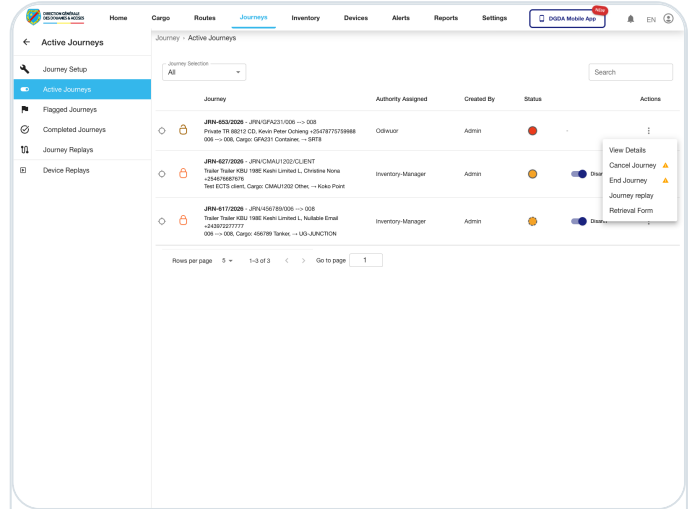 DIRECTION GÉNÉRALE
DES DOUANES & ACCISES
Home
Cargo
Routes
Journeys
Inventory
Devices
Alerts
Reports
Settings
DGDA Mobile App
New
EN
Active Journeys
Journey Setup
Active Journeys
Flagged Journeys
Completed Journeys
Journey Replays
Device Replays
Journey › Active Journeys
Journey Selection
All
Search
Journey
Authority Assigned
Created By
Status
Actions
JRN-653/2026 - JRN/GFA231/006 ---> 008
Private TR 88212 CD, Kevin Peter Ochieng +25478775759988
006 ---> 008, Cargo: GFA231 Container, → SRT8
Odiwuor
Admin
-
JRN-627/2026 - JRN/CMAU1202/CLIENT
Trailer Trailer KBU 198E Keshi Limited L, Christine Nona
+254676687678
Test ECTS client, Cargo: CMAU1202 Other, → Koko Point
Inventory-Manager
Admin
JRN-617/2026 - JRN/456789/006 ---> 008
Trailer Trailer KBU 198E Keshi Limited L, Nullable Email
+243972277777
006 ---> 008, Cargo: 456789 Tanker, → UG-JUNCTION
Inventory-Manager
Admin
View Details
Cancel Journey
End Journey
Journey replay
Retrieval Form
Rows per page
5
1–3 of 3
Go to page
1